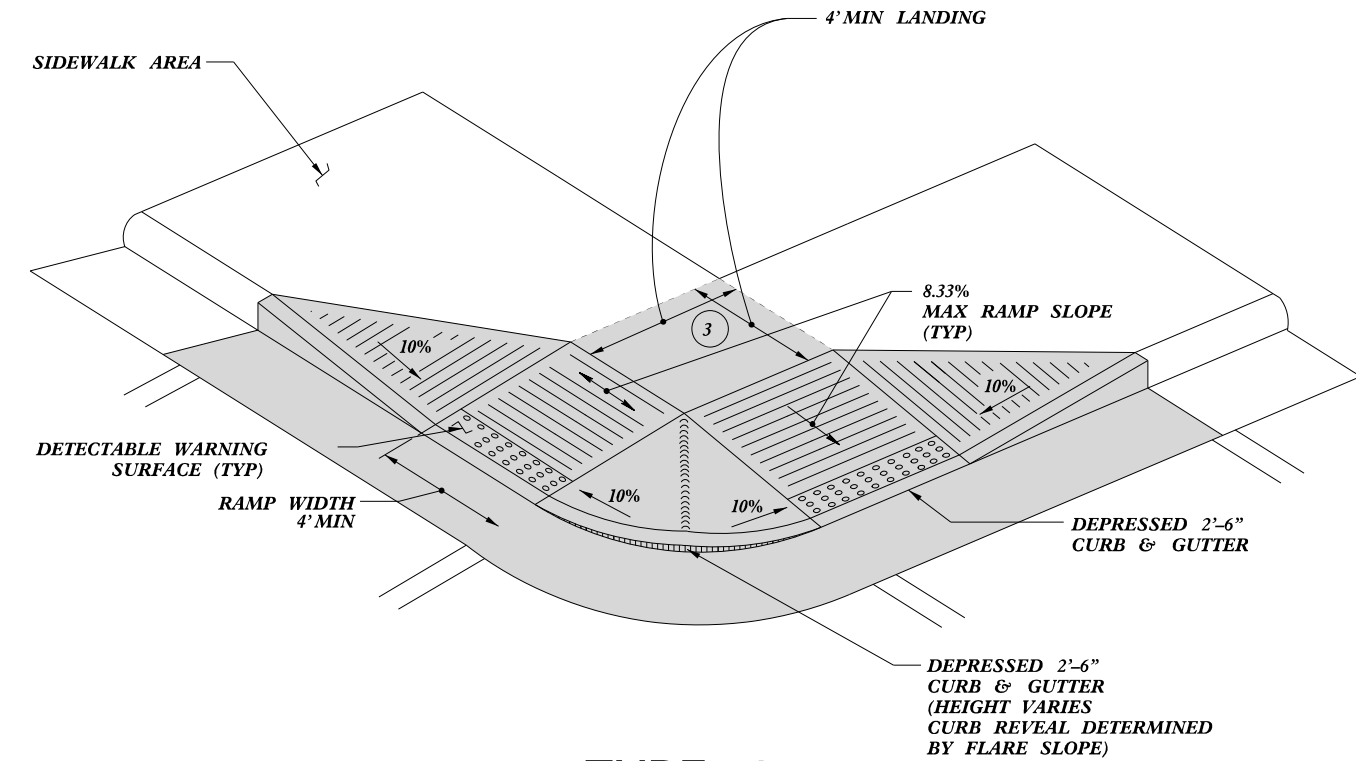 4' MIN LANDING
SIDEWALK AREA
8.33%
MAX RAMP SLOPE
(TYP)
3
10%
10%
DETECTABLE WARNING
SURFACE (TYP)
RAMP WIDTH
4' MIN
10%
10%
DEPRESSED 2'–6"
CURB & GUTTER
DEPRESSED 2'–6"
CURB & GUTTER
(HEIGHT VARIES
CURB REVEAL DETERMINED
BY FLARE SLOPE)